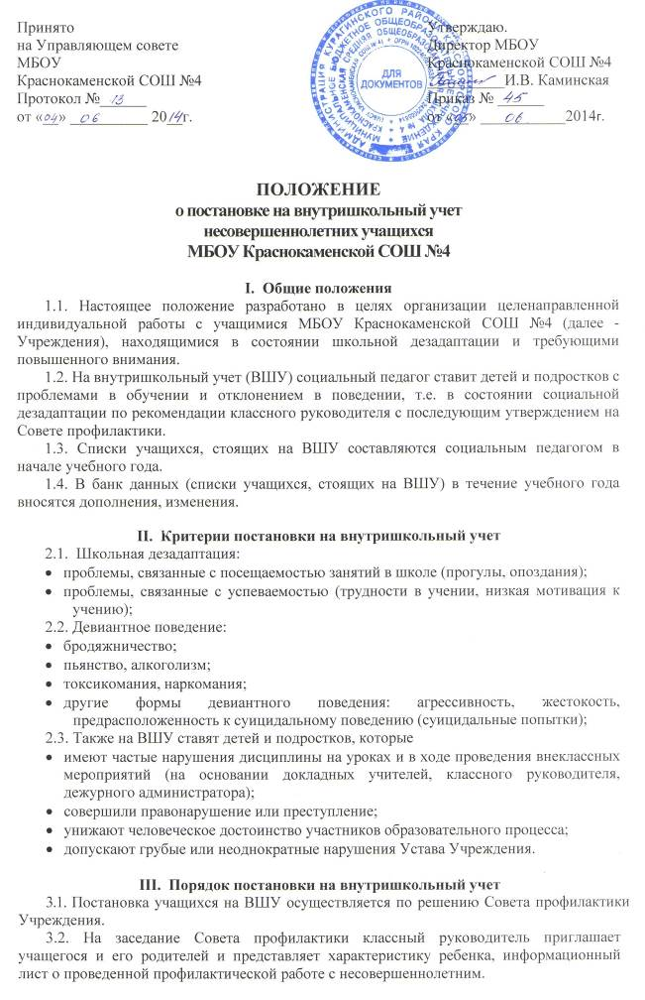 Принято
на Управляющем совете
МБОУ
Краснокаменской СОШ №4
Протокол № 13
от «04» 06 2014г.
Утверждаю.
Директор МБОУ
Краснокаменской СОШ №4
И.В. Каминская
Приказ № 45
от «05» 06 2014г.
ДЛЯ
ДОКУМЕНТОВ
ПОЛОЖЕНИЕ
о постановке на внутришкольный учет
несовершеннолетних учащихся
МБОУ Краснокаменской СОШ №4
I. Общие положения
1.1. Настоящее положение разработано в целях организации целенаправленной
индивидуальной работы с учащимися МБОУ Краснокаменской СОШ №4 (далее -
Учреждения), находящимися в состоянии школьной дезадаптации и требующими
повышенного внимания.
1.2. На внутришкольный учет (ВШУ) социальный педагог ставит детей и подростков с
проблемами в обучении и отклонением в поведении, т.е. в состоянии социальной
дезадаптации по рекомендации классного руководителя с последующим утверждением на
Совете профилактики.
1.3. Списки учащихся, стоящих на ВШУ составляются социальным педагогом в
начале учебного года.
1.4. В банк данных (списки учащихся, стоящих на ВШУ) в течение учебного года
вносятся дополнения, изменения.
II. Критерии постановки на внутришкольный учет
2.1. Школьная дезадаптация:
• проблемы, связанные с посещаемостью занятий в школе (прогулы, опоздания);
• проблемы, связанные с успеваемостью (трудности в учении, низкая мотивация к
учению);
2.2. Девиантное поведение:
• бродяжничество;
• пьянство, алкоголизм;
• токсикомания, наркомания;
• другие формы девиантного поведения: агрессивность, жестокость,
предрасположенность к суицидальному поведению (суицидальные попытки);
2.3. Также на ВШУ ставят детей и подростков, которые
• имеют частые нарушения дисциплины на уроках и в ходе проведения внеклассных
мероприятий (на основании докладных учителей, классного руководителя,
дежурного администратора);
• совершили правонарушение или преступление;
• унижают человеческое достоинство участников образовательного процесса;
• допускают грубые или неоднократные нарушения Устава Учреждения.
III. Порядок постановки на внутришкольный учет
3.1. Постановка учащихся на ВШУ осуществляется по решению Совета профилактики
Учреждения.
3.2. На заседание Совета профилактики классный руководитель приглашает
учащегося и его родителей и представляет характеристику ребенка, информационный
лист о проведенной профилактической работе с несовершеннолетним.